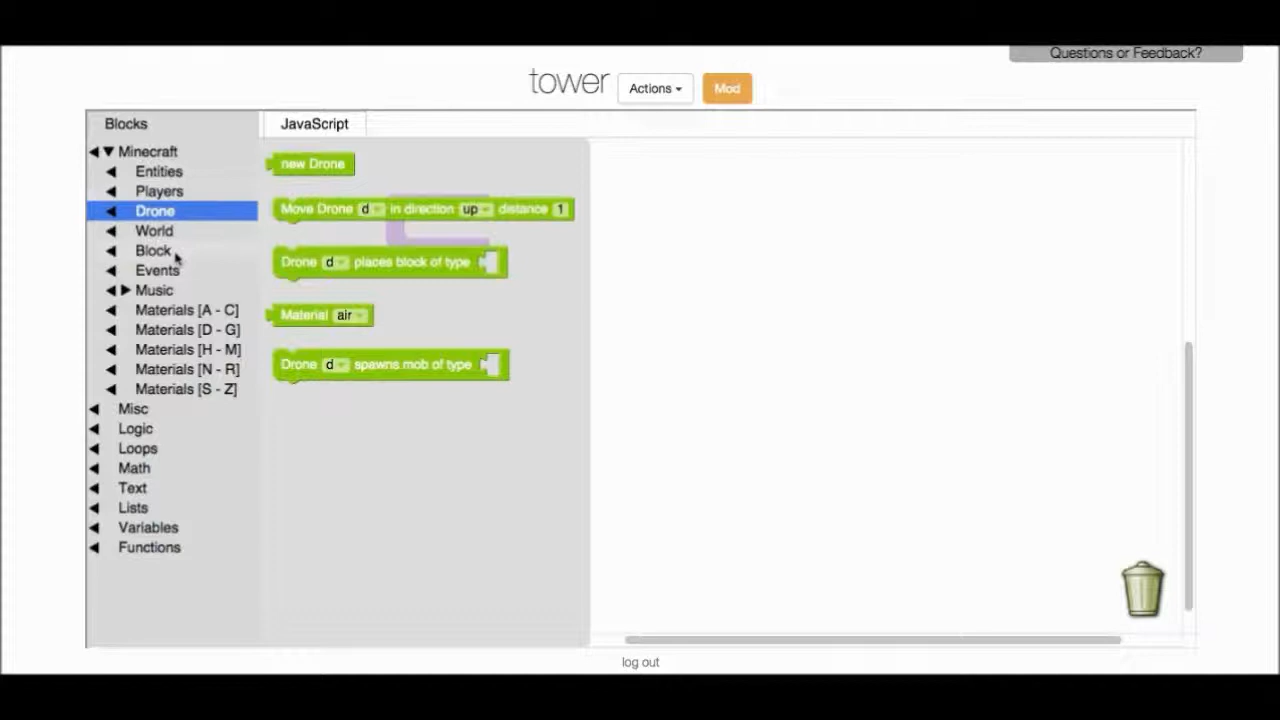 Questions or Feedback?
tower Actions Mod
Blocks JavaScript
Minecraft
Entities
Players
Drone
World
Block
Events
Music
Materials [A - C]
Materials [D - G]
Materials [H - M]
Materials [N - R]
Materials [S - Z]
Misc
Logic
Loops
Math
Text
Lists
Variables
Functions
new Drone
Move Drone d in direction up distance 1
Drone d places block of type
Material air
Drone d spawns mob of type
log out